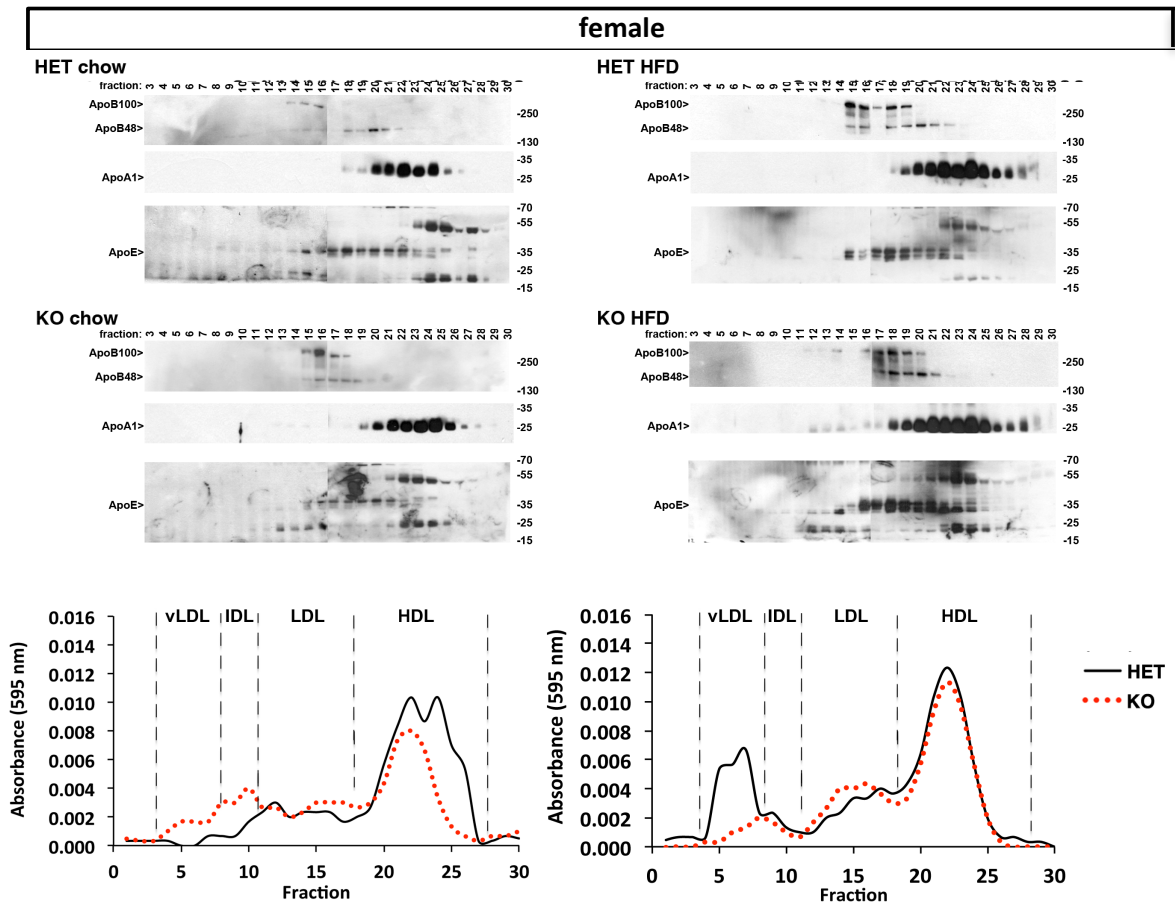 female
HET chow
fraction: 3 4 5 6 7 8 9 10 11 12 13 14 15 16 17 18 19 20 21 22 23 24 25 26 27 28 29 30
ApoB100>
-250
ApoB48>
-130
-35
ApoA1>
-25
-70
-55
ApoE>
-35
-25
-15
HET HFD
fraction: 3 4 5 6 7 8 9 10 11 12 13 14 15 16 17 18 19 20 21 22 23 24 25 26 27 28 29 30
ApoB100>
-250
ApoB48>
-130
-35
ApoA1>
-25
-70
-55
ApoE>
-35
-25
-15
KO chow
fraction: 3 4 5 6 7 8 9 10 11 12 13 14 15 16 17 18 19 20 21 22 23 24 25 26 27 28 29 30
ApoB100>
-250
ApoB48>
-130
-35
ApoA1>
-25
-70
-55
ApoE>
-35
-25
-15
KO HFD
fraction: 3 4 5 6 7 8 9 10 11 12 13 14 15 16 17 18 19 20 21 22 23 24 25 26 27 28 29 30
ApoB100>
-250
ApoB48>
-130
-35
ApoA1>
-25
-70
-55
ApoE>
-35
-25
-15
vLDL IDL LDL HDL
Absorbance (595 nm)
0.016
0.014
0.012
0.010
0.008
0.006
0.004
0.002
0.000
0 5 10 15 20 25 30
Fraction
vLDL IDL LDL HDL
Absorbance (595 nm)
0.016
0.014
0.012
0.010
0.008
0.006
0.004
0.002
0.000
0 5 10 15 20 25 30
Fraction
HET
KO